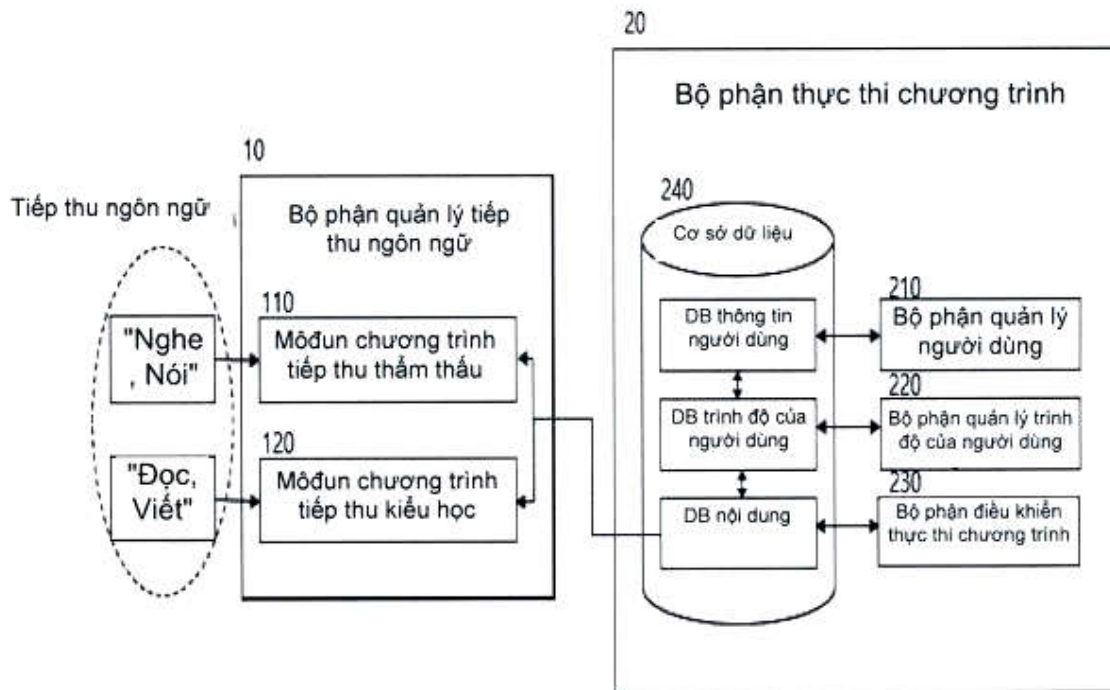 20
Bộ phận thực thi chương trình
10
Tiếp thu ngôn ngữ
Bộ phận quản lý tiếp
thu ngôn ngữ
240
Cơ sở dữ liệu
110
"Nghe
, Nói"
Môđun chương trình
tiếp thu thẩm thấu
DB thông tin
người dùng
210
Bộ phận quản lý
người dùng
DB trình độ của
người dùng
220
Bộ phận quản lý trình
độ của người dùng
120
"Đọc,
Viết"
Môđun chương trình
tiếp thu kiểu học
DB nội dung
230
Bộ phận điều khiển
thực thi chương trình